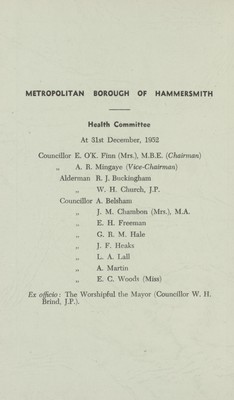 METROPOLITAN BOROUGH OF HAMMERSMITH
Health Committee
At 31st December, 1952
Councillor E. O'K. Finn (Mrs.), M.B.E. (Chairman)
„ A. R. Mingaye (Vice-Chairman)
Alderman R. J. Buckingham
„ W. H. Church, J.P.
Councillor A. Belsham
„ J. M. Chambon (Mrs.), M.A.
„ E. H. Freeman
„ G. R. M. Hale
„ J. F. Heaks
„ L. A. Lall
„ A. Martin
„ E. C. Woods (Miss)
Ex officio: The Worshipful the Mayor (Councillor W. H.
Brind, J.P.).